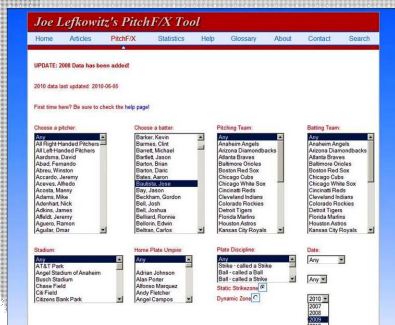 Joe Lefkowitz's PitchF/X Tool
Home Articles PitchF/X Statistics Help Glossary About Contact Search
UPDATE: 2008 Data has been added!
2010 data last updated 2010-06-05
First time here? Be sure to check the help page!
Choose a pitcher:
Any
All Right-Handed Pitchers
All Left-Handed Pitchers
Aardsma, David
Abad, Fernando
Abreu, Winston
Accardo, Jeremy
Aceves, Alfredo
Acosta, Manny
Adams, Mike
Adenhart, Nick
Adkins, James
Affeldt, Jeremy
Aguero, Ramon
Aguilar, Omar
Choose a batter:
Barker, Kevin
Barmes, Clint
Barrett, Michael
Bartlett, Jason
Barton, Brian
Barton, Daric
Bates, Aaron
Bautista, Jose
Bay, Jason
Beckham, Gordon
Bell, Josh
Bell, Joshua
Belliard, Ronnie
Bellorin, Edwin
Beltran, Carlos
Pitching Team:
Any
Anaheim Angels
Arizona Diamondbacks
Atlanta Braves
Baltimore Orioles
Boston Red Sox
Chicago Cubs
Chicago White Sox
Cincinnati Reds
Cleveland Indians
Colorado Rockies
Detroit Tigers
Florida Marlins
Houston Astros
Kansas City Royals
Batting Team:
Any
Anaheim Angels
Arizona Diamondbacks
Atlanta Braves
Baltimore Orioles
Boston Red Sox
Chicago Cubs
Chicago White Sox
Cincinnati Reds
Cleveland Indians
Colorado Rockies
Detroit Tigers
Florida Marlins
Houston Astros
Kansas City Royals
Stadium:
Any
AT&T Park
Angel Stadium of Anaheim
Busch Stadium
Chase Field
Citi Field
Citizens Bank Park
Home Plate Umpire:
Any
Adrian Johnson
Alan Porter
Alfonso Marquez
Andy Fletcher
Angel Campos
Plate Discipline:
Any
Strike - called a Strike
Ball - called a Ball
Static Strikezone
Dynamic Zone
Date:
Any
Any
2010
2007
2008
2009